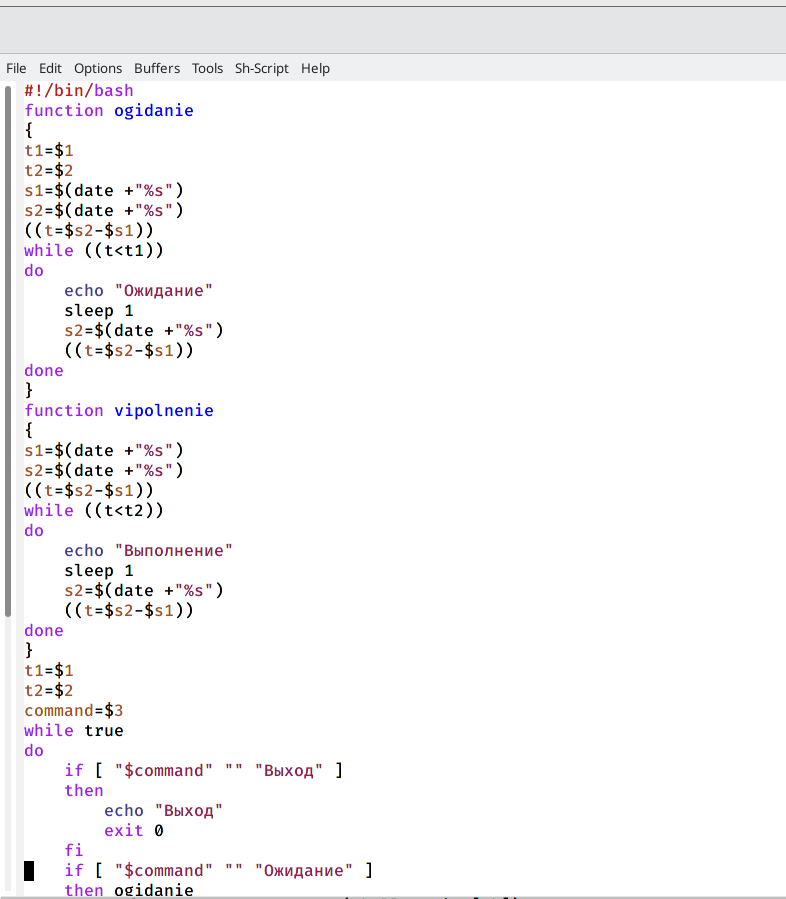 File Edit Options Buffers Tools Sh-Script Help
#!/bin/bash
function ogidanie
{
t1=$1
t2=$2
s1=$(date +"%s")
s2=$(date +"%s")
((t=$s2-$s1))
while ((t<t1))
do
    echo "Ожидание"
    sleep 1
    s2=$(date +"%s")
    ((t=$s2-$s1))
done
}
function vipolnenie
{
s1=$(date +"%s")
s2=$(date +"%s")
((t=$s2-$s1))
while ((t<t2))
do
    echo "Выполнение"
    sleep 1
    s2=$(date +"%s")
    ((t=$s2-$s1))
done
}
t1=$1
t2=$2
command=$3
while true
do
    if [ "$command" "" "Выход" ]
    then
        echo "Выход"
        exit 0
    fi
    if [ "$command" "" "Ожидание" ]
    then ogidanie